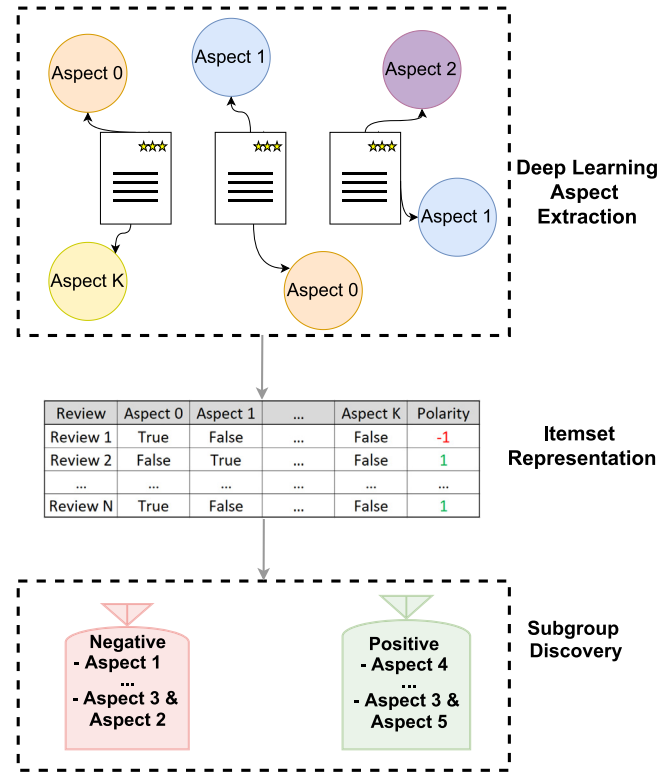 Aspect 0
Aspect 1
Aspect 2
Aspect K
Aspect 0
Aspect 1
Deep Learning
Aspect
Extraction
Review Aspect 0 Aspect 1 ... Aspect K Polarity
Review 1 True False ... False -1
Review 2 False True ... False 1
... ... ... ... ... ...
Review N True False ... False 1
Itemset
Representation
Negative
- Aspect 1
...
- Aspect 3 &
Aspect 2
Positive
- Aspect 4
...
- Aspect 3 &
Aspect 5
Subgroup
Discovery